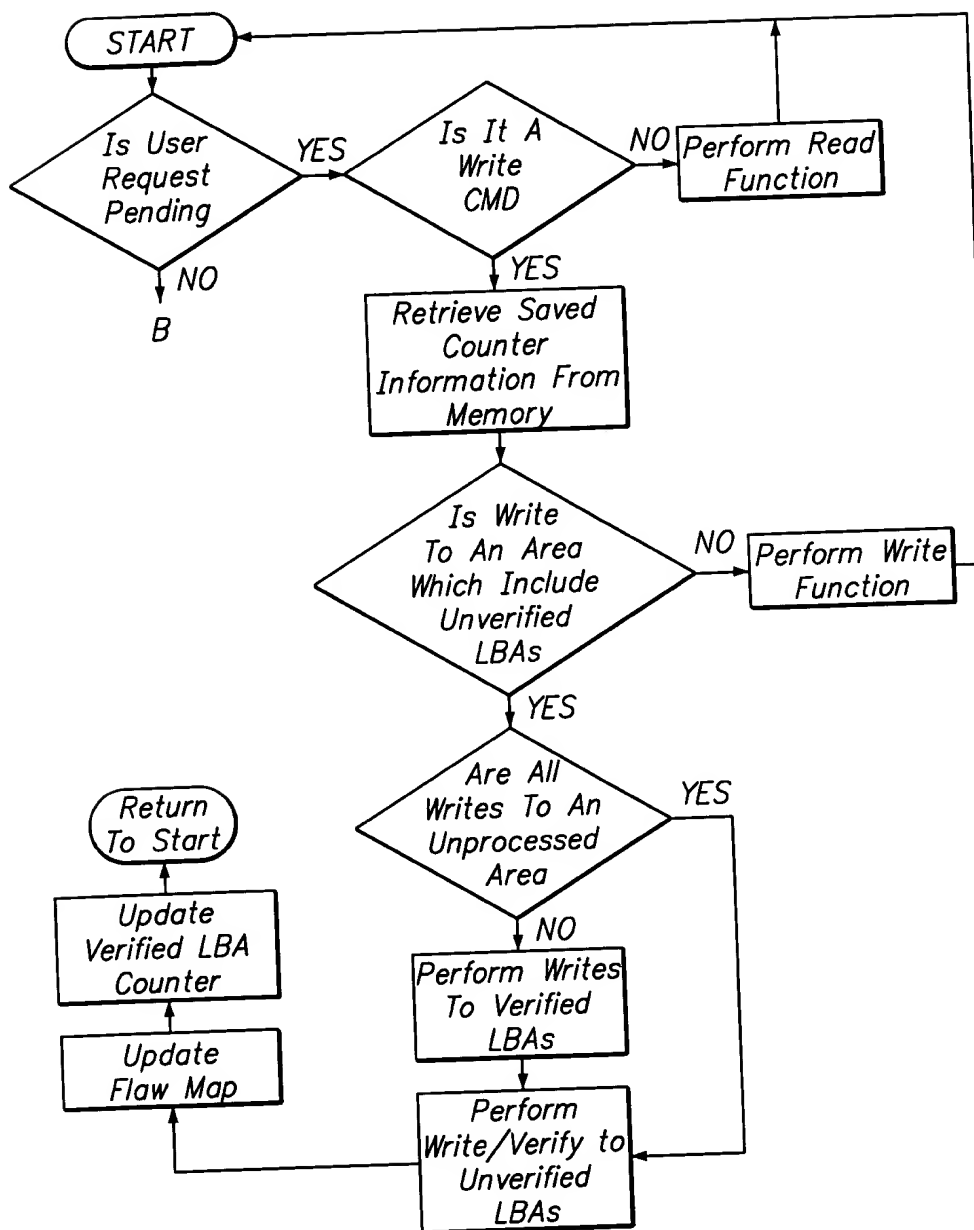 START
Is User
Request
Pending
YES
NO
B
Is It A
Write
CMD
NO
YES
Perform Read
Function
Retrieve Saved
Counter
Information From
Memory
Is Write
To An Area
Which Include
Unverified
LBAs
NO
YES
Perform Write
Function
Are All
Writes To An
Unprocessed
Area
YES
NO
Perform Writes
To Verified
LBAs
Perform
Write/Verify to
Unverified
LBAs
Update
Flaw Map
Update
Verified LBA
Counter
Return
To Start